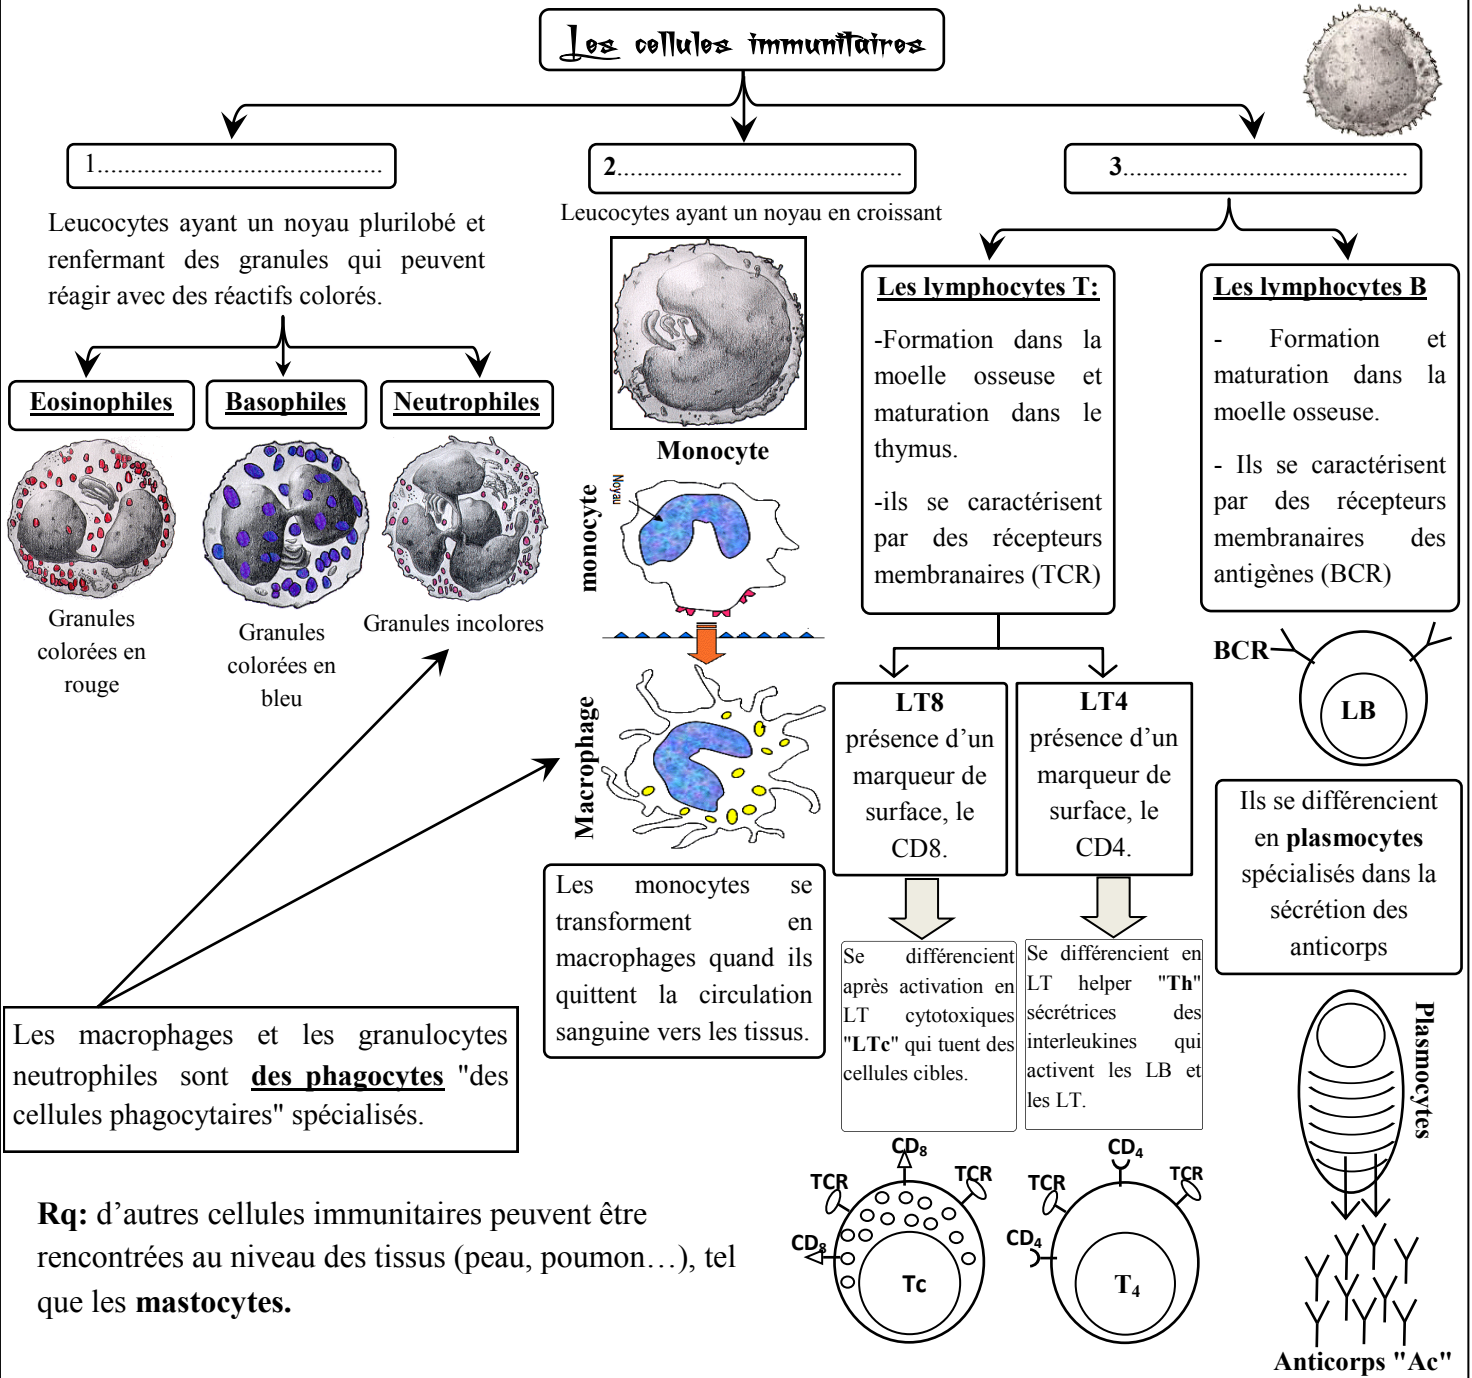 Les cellules immunitaires
1...........................................
2...........................................
3...........................................
Leucocytes ayant un noyau plurilobé et
renfermant des granules qui peuvent
réagir avec des réactifs colorés.
Eosinophiles
Basophiles
Neutrophiles
Granules
colorées en
rouge
Granules
colorées en
bleu
Granules incolores
Leucocytes ayant un noyau en croissant
Monocyte
Noyau
monocyte
Macrophage
Les monocytes se
transforment en
macrophages quand ils
quittent la circulation
sanguine vers les tissus.
Les macrophages et les granulocytes
neutrophiles sont des phagocytes "des
cellules phagocytaires" spécialisés.
Rq: d’autres cellules immunitaires peuvent être
rencontrées au niveau des tissus (peau, poumon…), tel
que les mastocytes.
Les lymphocytes T:
-Formation dans la
moelle osseuse et
maturation dans le
thymus.
-ils se caractérisent
par des récepteurs
membranaires (TCR)
LT8
présence d’un
marqueur de
surface, le
CD8.
LT4
présence d’un
marqueur de
surface, le
CD4.
Se différencient
après activation en
LT cytotoxiques
"LTc" qui tuent des
cellules cibles.
Se différencient en
LT helper "Th"
sécrétrices des
interleukines qui
activent les LB et
les LT.
CD8
TCR
TCR
CD8
Tc
CD4
TCR
TCR
CD4
T4
Les lymphocytes B
- Formation et
maturation dans la
moelle osseuse.
- Ils se caractérisent
par des récepteurs
membranaires des
antigènes (BCR)
BCR
LB
Ils se différencient
en plasmocytes
spécialisés dans la
sécrétion des
anticorps
Plasmocytes
Anticorps "Ac"